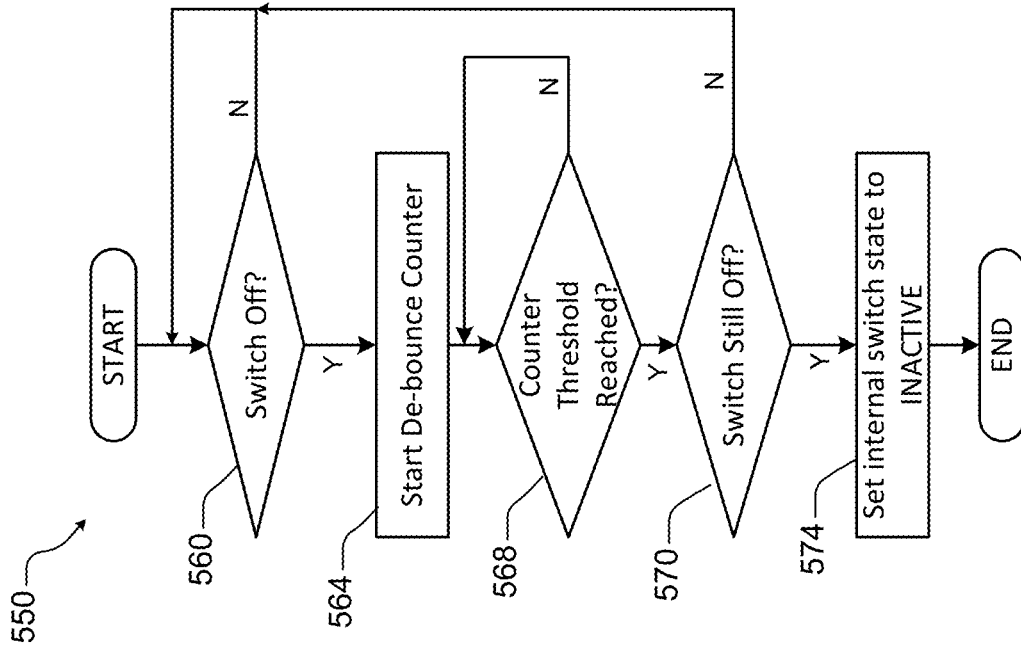 550
START
Switch Off?
N
560
Y
Start De-bounce Counter
564
Counter
Threshold
Reached?
N
568
Y
Switch Still Off?
N
570
Y
Set internal switch state to
INACTIVE
574
END